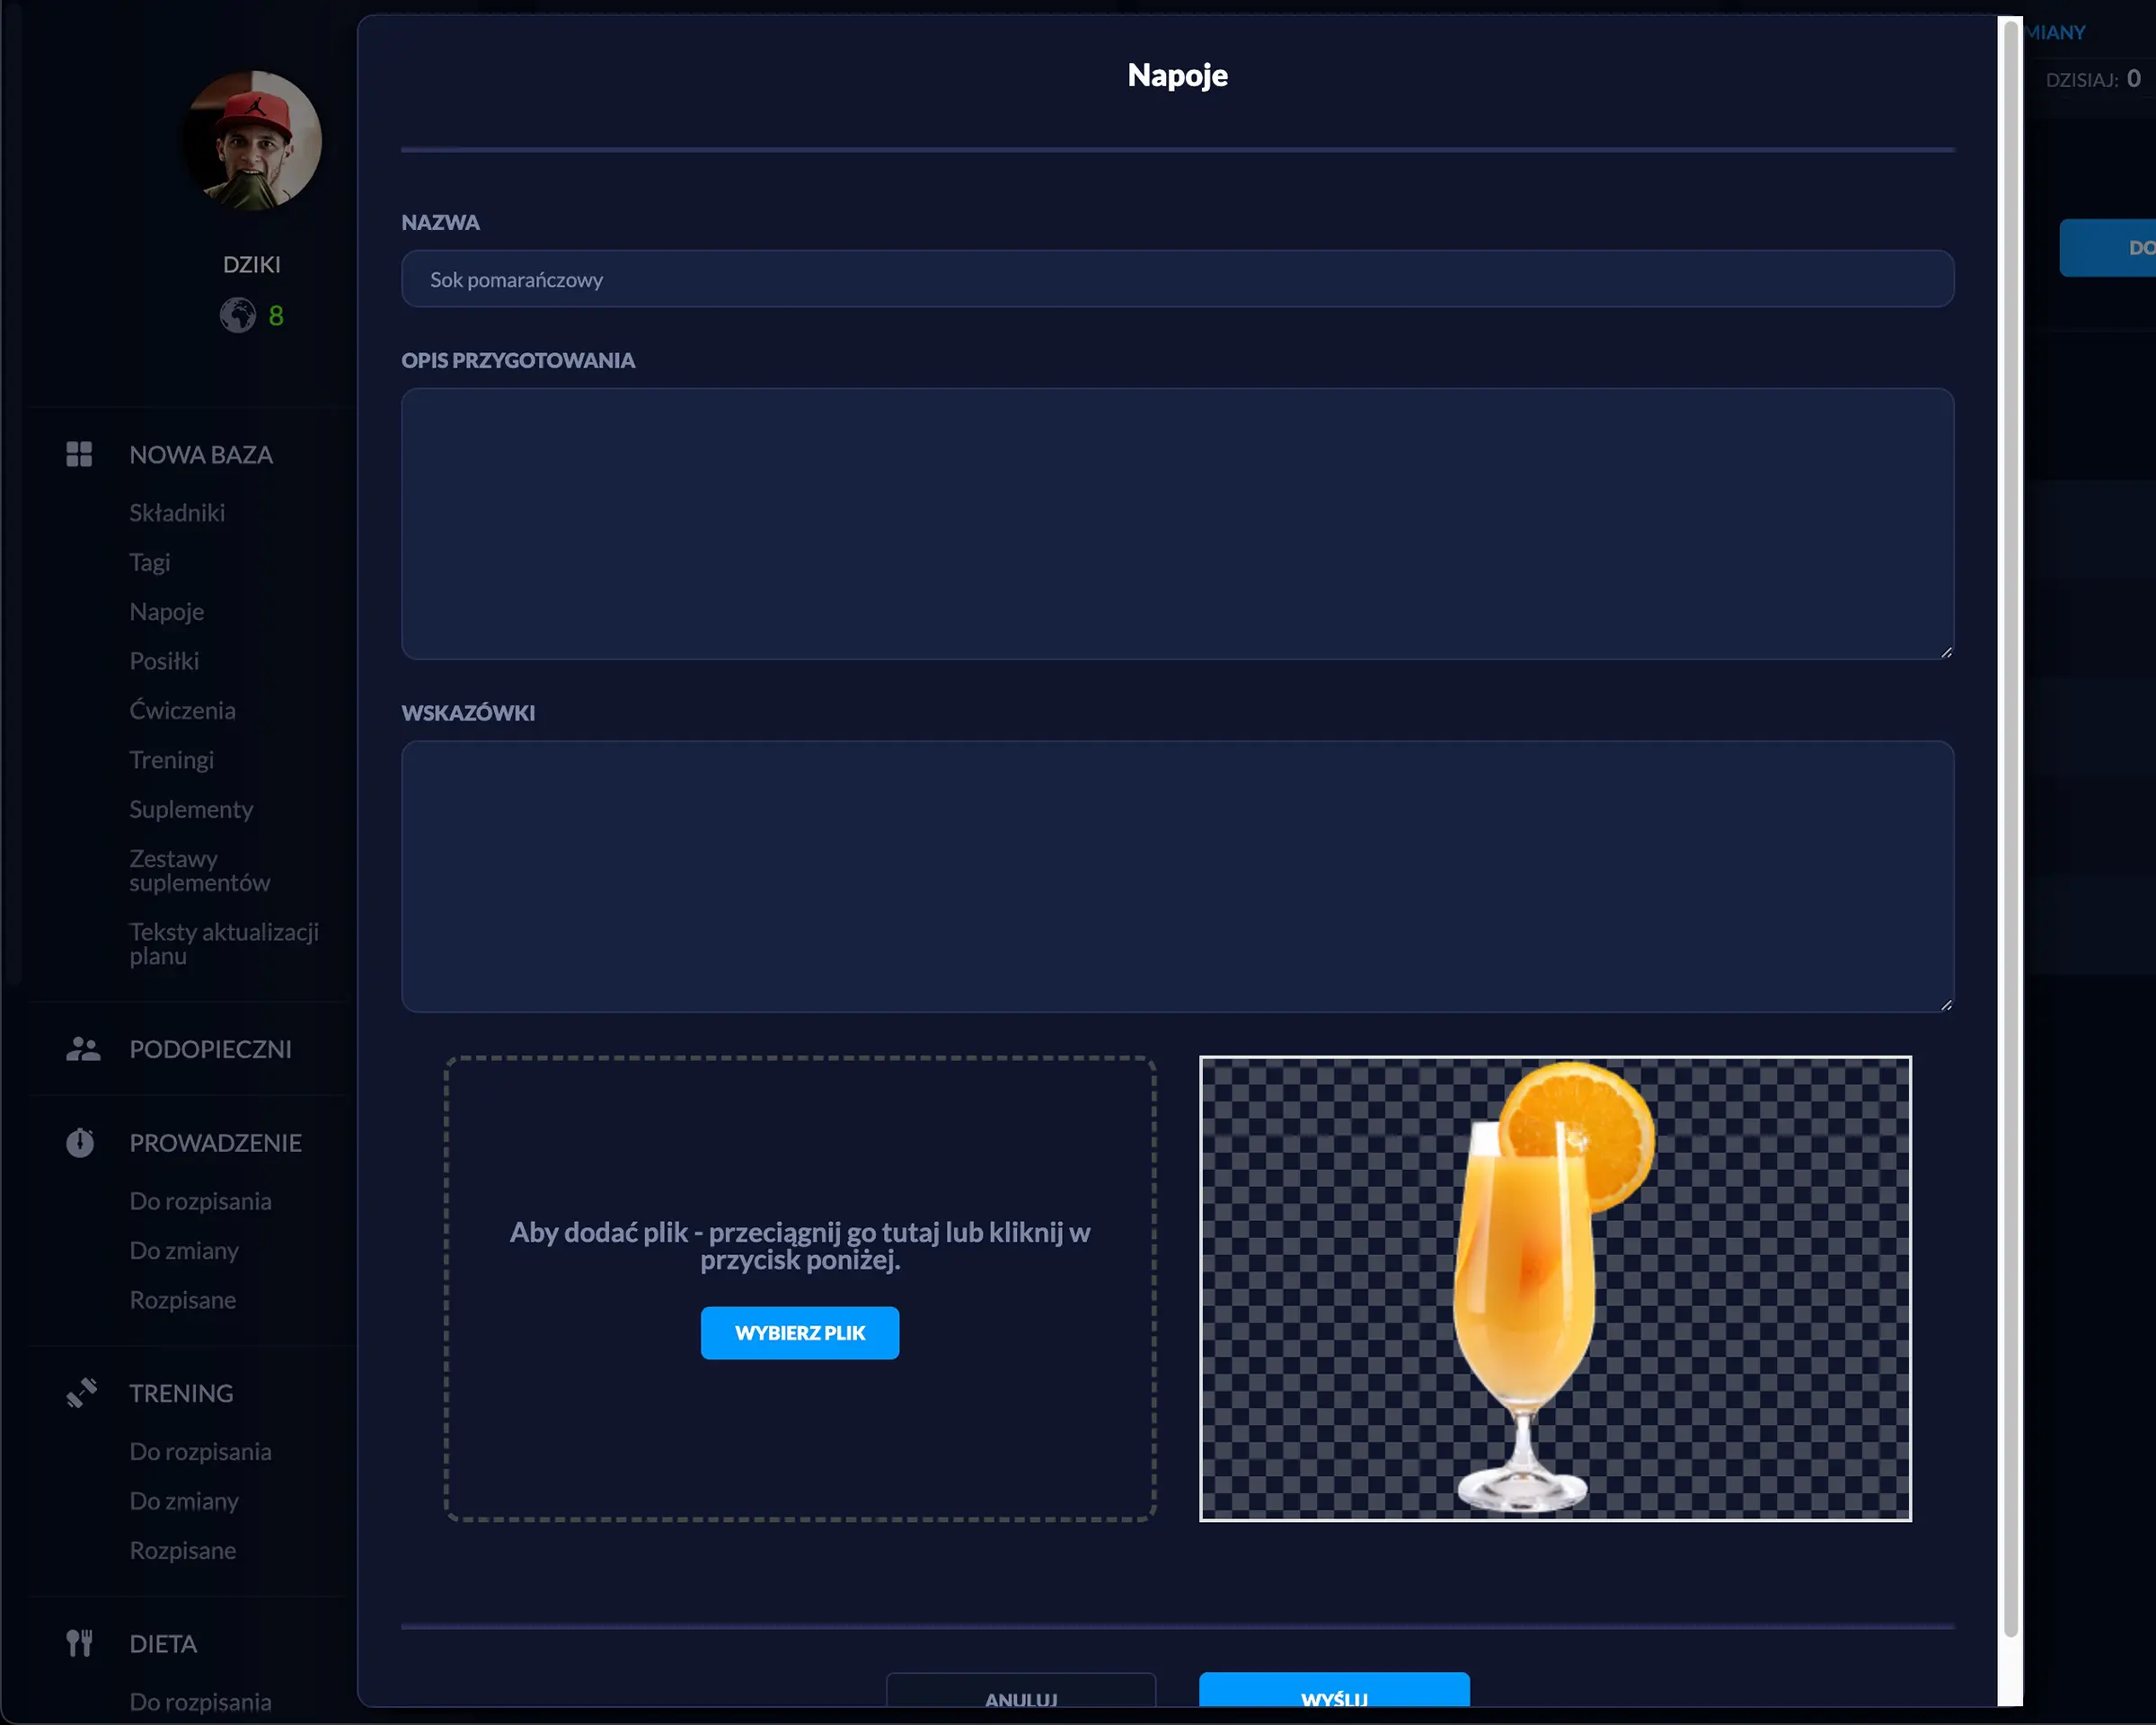 DZIKI
8
NOWA BAZA
Składniki
Tagi
Napoje
Posiłki
Ćwiczenia
Treningi
Suplementy
Zestawy
suplementów
Teksty aktualizacji
planu
PODOPIECZNI
PROWADZENIE
Do rozpisania
Do zmiany
Rozpisane
TRENING
Do rozpisania
Do zmiany
Rozpisane
DIETA
Do rozpisania
Napoje
NAZWA
Sok pomarańczowy
OPIS PRZYGOTOWANIA
WSKAZÓWKI
Aby dodać plik - przeciągnij go tutaj lub kliknij w
przycisk poniżej.
WYBIERZ PLIK
ANULUJ
WYŚLIJ
MIANY
DZISIAJ: 0
DO